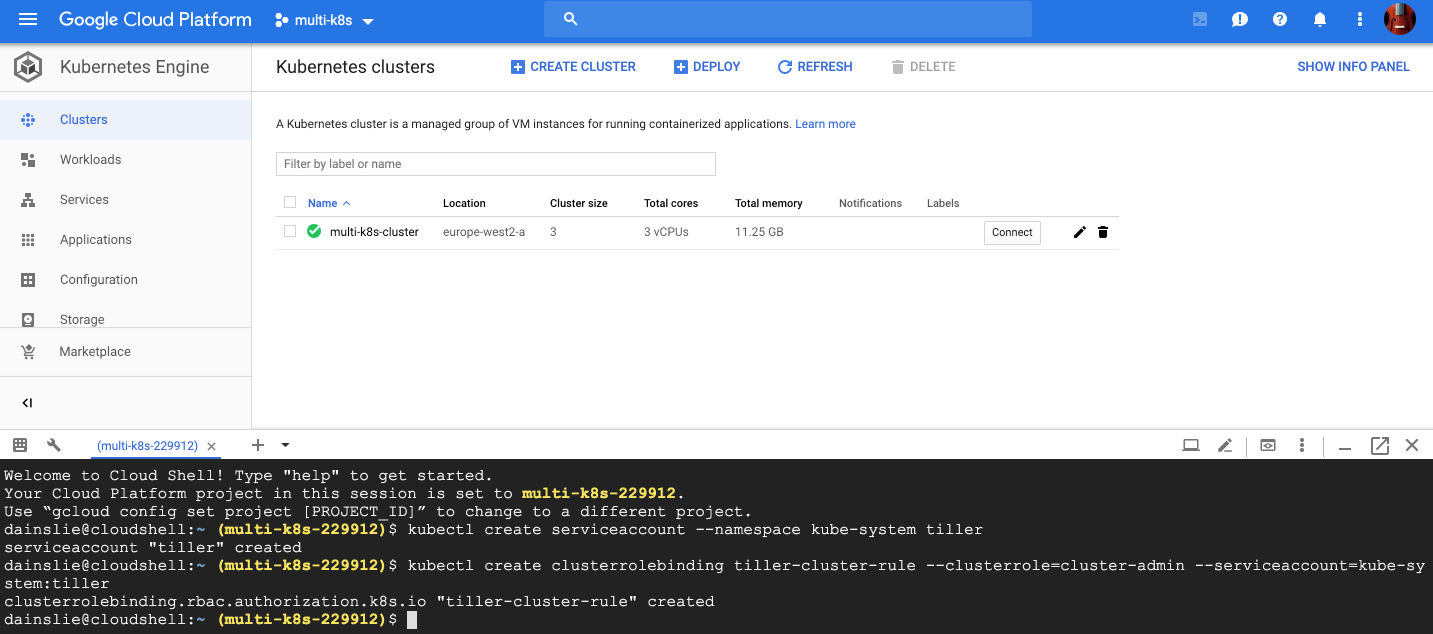 Google Cloud Platform multi-k8s
Kubernetes Engine
Kubernetes clusters CREATE CLUSTER DEPLOY REFRESH DELETE SHOW INFO PANEL
Clusters
Workloads
Services
Applications
Configuration
Storage
Marketplace
A Kubernetes cluster is a managed group of VM instances for running containerized applications. Learn more
Filter by label or name
Name Location Cluster size Total cores Total memory Notifications Labels
multi-k8s-cluster europe-west2-a 3 3 vCPUs 11.25 GB Connect
(multi-k8s-229912)
Welcome to Cloud Shell! Type "help" to get started.
Your Cloud Platform project in this session is set to multi-k8s-229912.
Use “gcloud config set project [PROJECT_ID]” to change to a different project.
dainslie@cloudshell:~ (multi-k8s-229912)$ kubectl create serviceaccount --namespace kube-system tiller
serviceaccount "tiller" created
dainslie@cloudshell:~ (multi-k8s-229912)$ kubectl create clusterrolebinding tiller-cluster-rule --clusterrole=cluster-admin --serviceaccount=kube-sy
stem:tiller
clusterrolebinding.rbac.authorization.k8s.io "tiller-cluster-rule" created
dainslie@cloudshell:~ (multi-k8s-229912)$